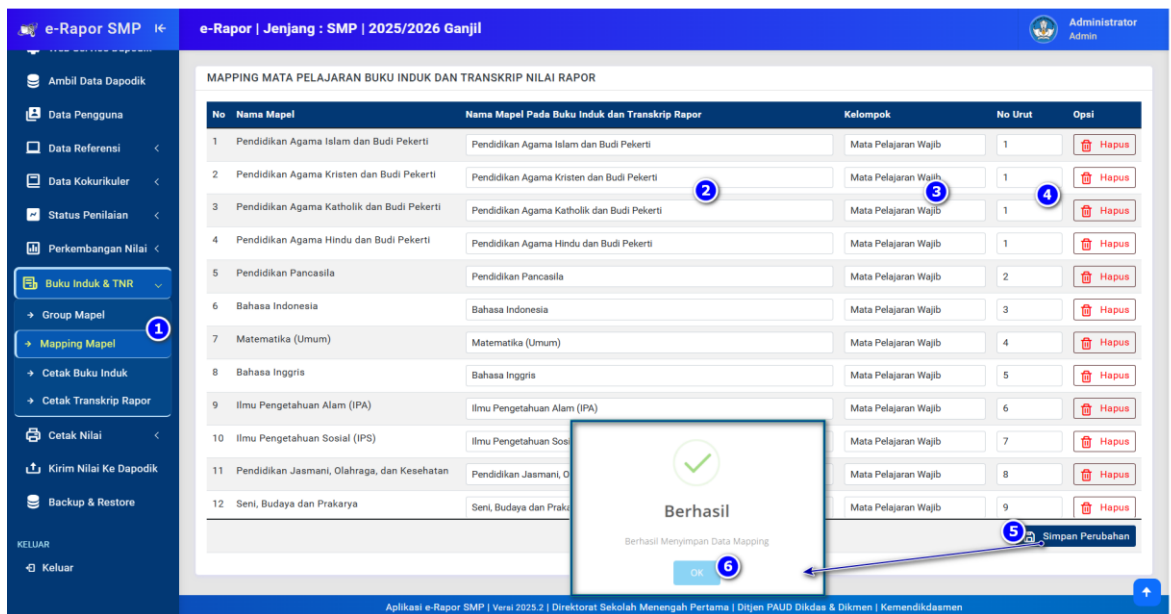 e-Rapor SMP
e-Rapor | Jenjang : SMP | 2025/2026 Ganjil
Administrator
Admin
Ambil Data Dapodik
Data Pengguna
Data Referensi
Data Kokurikuler
Status Penilaian
Perkembangan Nilai
Buku Induk & TNR
Group Mapel
1
Mapping Mapel
Cetak Buku Induk
Cetak Transkrip Rapor
Cetak Nilai
Kirim Nilai Ke Dapodik
Backup & Restore
KELUAR
Keluar
MAPPING MATA PELAJARAN BUKU INDUK DAN TRANSKRIP NILAI RAPOR
No Nama Mapel Nama Mapel Pada Buku Induk dan Transkrip Rapor Kelompok No Urut Opsi
1 Pendidikan Agama Islam dan Budi Pekerti Pendidikan Agama Islam dan Budi Pekerti Mata Pelajaran Wajib 1 Hapus
2 Pendidikan Agama Kristen dan Budi Pekerti Pendidikan Agama Kristen dan Budi Pekerti Mata Pelajaran Wajib 1 Hapus
2 3 4
3 Pendidikan Agama Katholik dan Budi Pekerti Pendidikan Agama Katholik dan Budi Pekerti Mata Pelajaran Wajib 1 Hapus
4 Pendidikan Agama Hindu dan Budi Pekerti Pendidikan Agama Hindu dan Budi Pekerti Mata Pelajaran Wajib 1 Hapus
5 Pendidikan Pancasila Pendidikan Pancasila Mata Pelajaran Wajib 2 Hapus
6 Bahasa Indonesia Bahasa Indonesia Mata Pelajaran Wajib 3 Hapus
7 Matematika (Umum) Matematika (Umum) Mata Pelajaran Wajib 4 Hapus
8 Bahasa Inggris Bahasa Inggris Mata Pelajaran Wajib 5 Hapus
9 Ilmu Pengetahuan Alam (IPA) Ilmu Pengetahuan Alam (IPA) Mata Pelajaran Wajib 6 Hapus
10 Ilmu Pengetahuan Sosial (IPS) Ilmu Pengetahuan Sosi Mata Pelajaran Wajib 7 Hapus
11 Pendidikan Jasmani, Olahraga, dan Kesehatan Pendidikan Jasmani, O Mata Pelajaran Wajib 8 Hapus
12 Seni, Budaya dan Prakarya Seni, Budaya dan Praka Mata Pelajaran Wajib 9 Hapus
Berhasil
Berhasil Menyimpan Data Mapping
OK 6
5 Simpan Perubahan
Aplikasi e-Rapor SMP | Versi 2025.2 | Direktorat Sekolah Menengah Pertama | Ditjen PAUD Dikdas & Dikmen | Kemendikdasmen